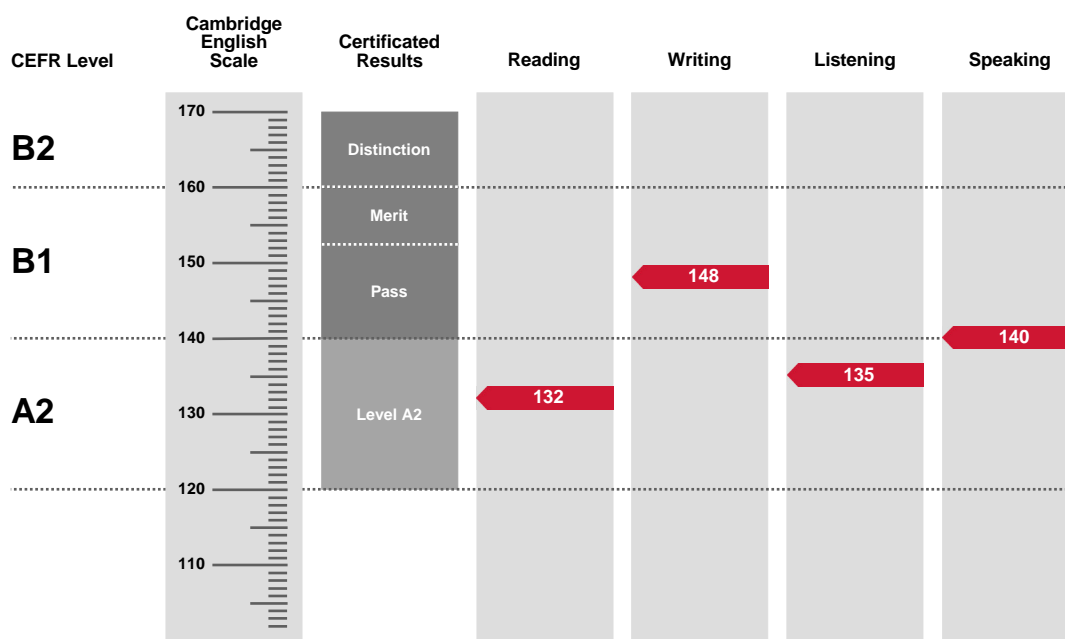 CEFR Level
Cambridge
English
Scale
Certificated
Results
Reading
Writing
Listening
Speaking
170
B2
Distinction
160
Merit
B1
150
148
Pass
140
140
135
132
A2
130
Level A2
120
110